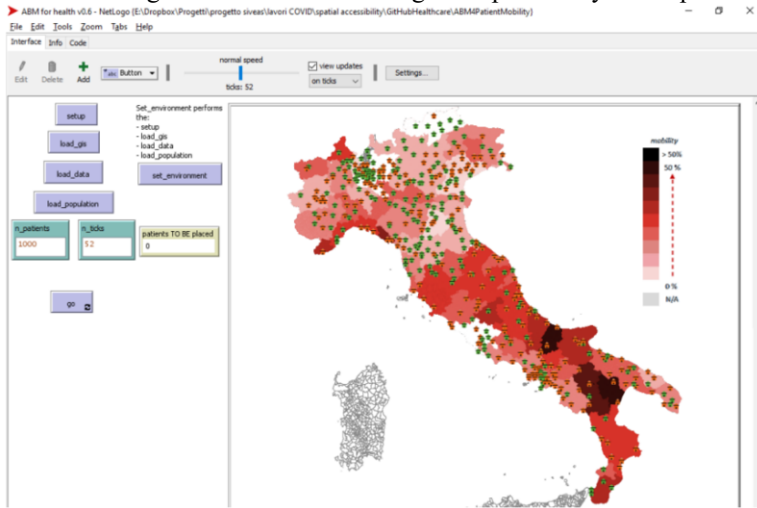 ABM for health v0.6 - NetLogo {E:\Dropbox\Progetti\progetto siveas\lavori COVID\spatial accessibility\GitHubHealthcare\ABM4PatientMobility}
File Edit Tools Zoom Tabs Help
Interface Info Code
Edit Delete Add
Button
normal speed
ticks: 52
view updates
on ticks
Settings...
setup
load_gis
load_data
load_population
Set_environment performs
the:
- setup
- load_gis
- load_data
- load_population
set_environment
n_patients
1000
n_ticks
52
patients TO BE placed
0
go
mobility
> 50%
50 %
0 %
N/A